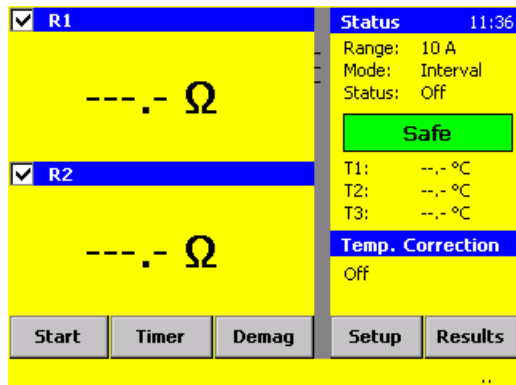 R1
---.- Ω
R2
---.- Ω
Status 11:36
Range: 10 A
Mode: Interval
Status: Off
Safe
T1: --.- °C
T2: --.- °C
T3: --.- °C
Temp. Correction
Off
Start Timer Demag Setup Results